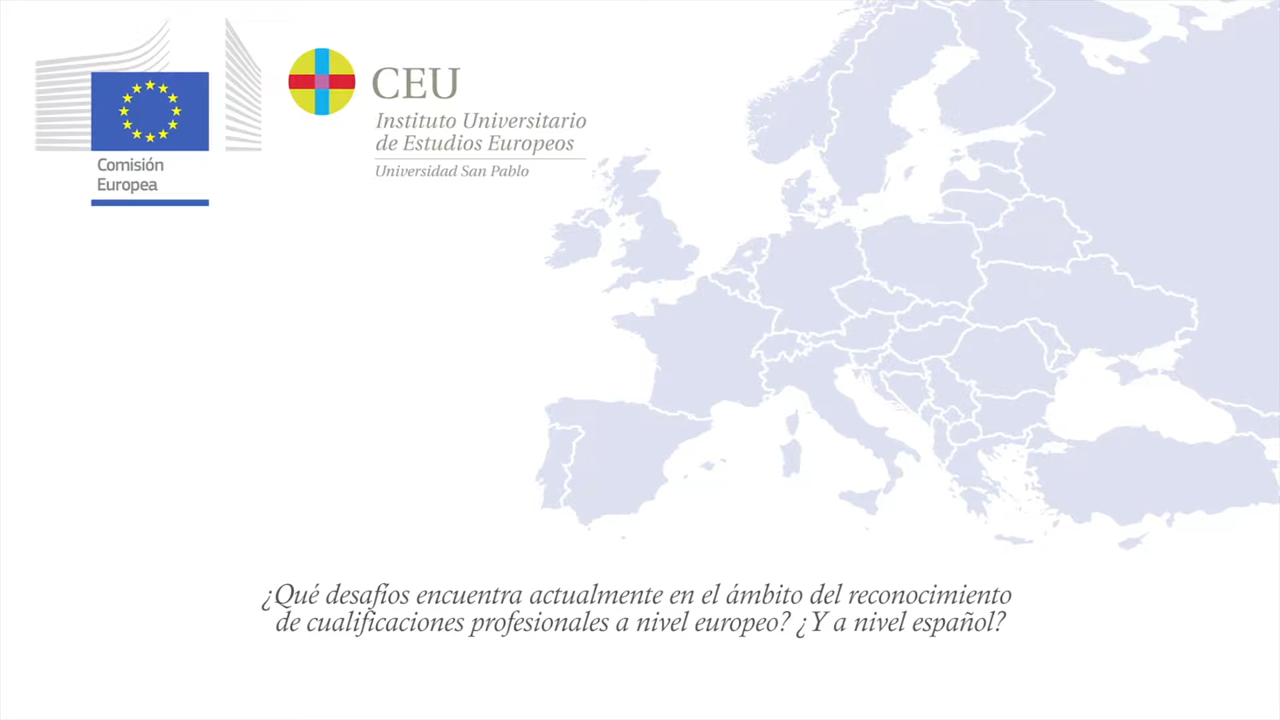 Comisión
Europea
CEU
Instituto Universitario
de Estudios Europeos
Universidad San Pablo
¿Qué desafíos encuentra actualmente en el ámbito del reconocimiento
de cualificaciones profesionales a nivel europeo? ¿Y a nivel español?